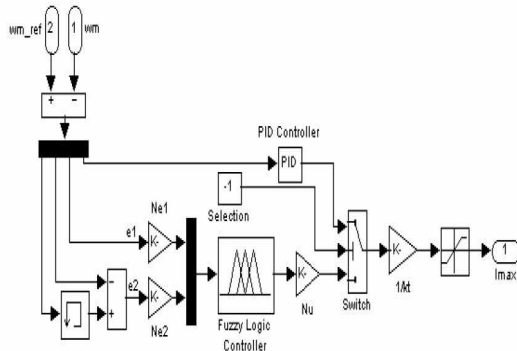 wm_ref
2
1
wm
+
−
PID Controller
PID
-1
Selection
Ne1
e1
K-
−
+
e2
K-
Ne2
Fuzzy Logic
Controller
K-
Nu
Switch
K-
1/kt
1
Imax